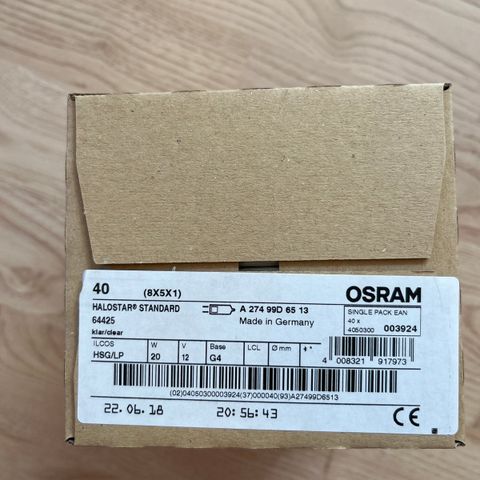 40 (8X5X1)
OSRAM
HALOSTAR® STANDARD
64425
klar/clear
A 274 99D 65 13
Made in Germany
SINGLE PACK EAN
40 x
4050300 003924
ILCOS W V Base LCL Ø mm *
HSG/LP 20 12 G4
4 008321 917973
(02)04050300003924(37)000040(93)A27499D6513
22.06.18 20:56:43
CE